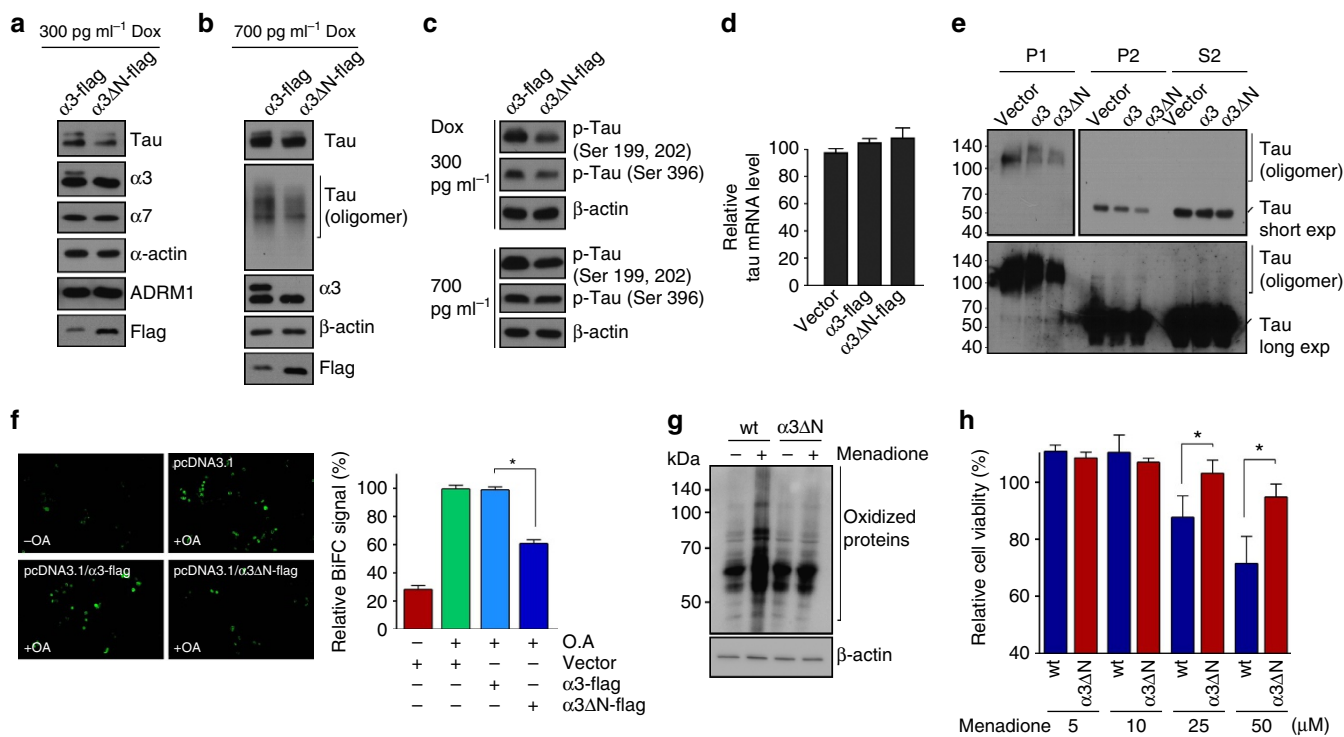 a
300 pg ml⁻¹ Dox
α3-flag
α3ΔN-flag
Tau
α3
α7
α-actin
ADRM1
Flag
b
700 pg ml⁻¹ Dox
α3-flag
α3ΔN-flag
Tau
Tau
(oligomer)
α3
β-actin
Flag
c
α3-flag
α3ΔN-flag
Dox
300
pg ml⁻¹
p-Tau
(Ser 199, 202)
p-Tau (Ser 396)
β-actin
700
pg ml⁻¹
p-Tau
(Ser 199, 202)
p-Tau (Ser 396)
β-actin
d
Relative
tau mRNA level
100
80
60
40
20
0
Vector
α3-flag
α3ΔN-flag
e
P1 P2 S2
Vector α3 α3ΔN Vector α3 α3ΔN Vector α3 α3ΔN
140
100
70
50
40
Tau
(oligomer)
Tau
short exp
140
100
70
50
40
Tau
(oligomer)
Tau
long exp
f
–OA
pcDNA3.1
+OA
pcDNA3.1/α3-flag
+OA
pcDNA3.1/α3ΔN-flag
+OA
Relative BiFC signal (%)
100
80
60
40
20
0
*
– + + + O.A
+ + – – Vector
– – + – α3-flag
– – – + α3ΔN-flag
g
wt α3ΔN
– + – + Menadione
kDa
140
100
70
50
Oxidized
proteins
β-actin
h
Relative cell viablity (%)
100
80
60
40
* *
wt α3ΔN wt α3ΔN wt α3ΔN wt α3ΔN
Menadione 5 10 25 50 (μM)